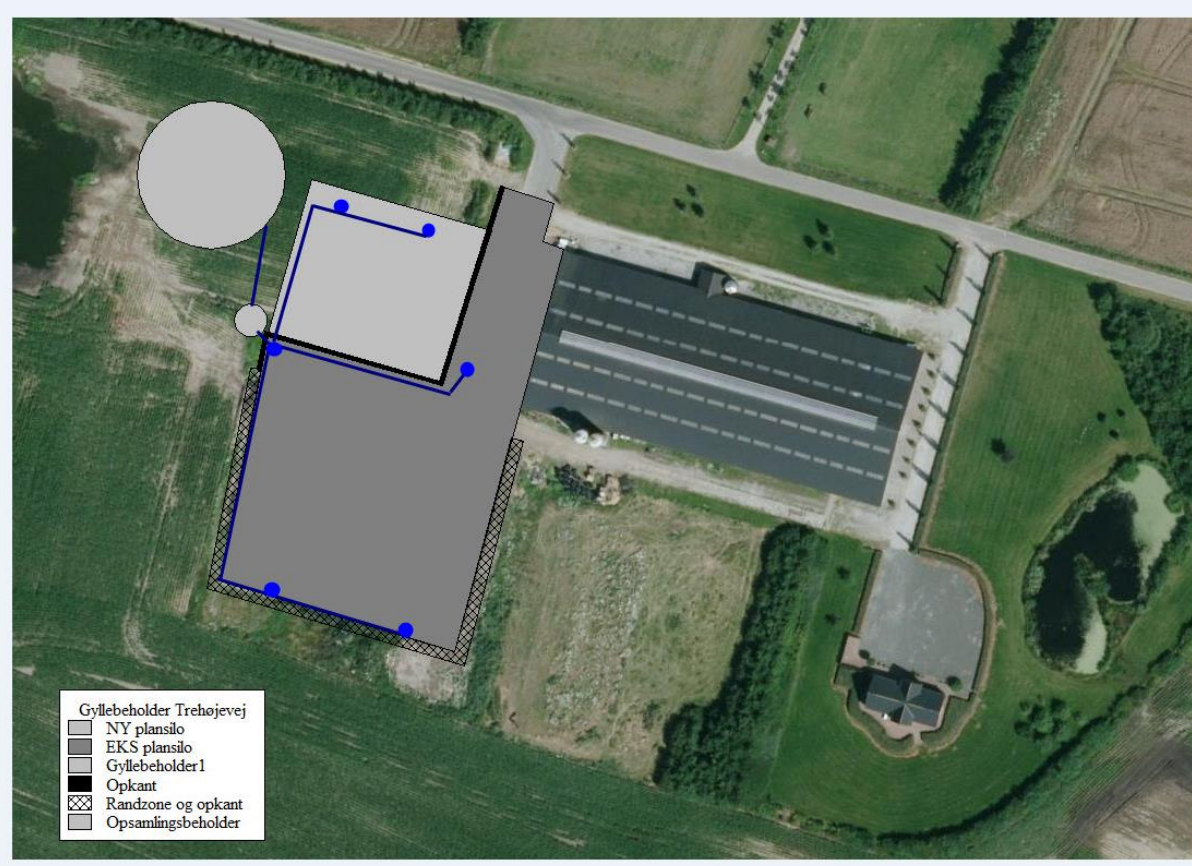 Gyllebeholder Trehøjevej
NY plansilo
EKS plansilo
Gyllebeholder1
Opkant
Randzone og opkant
Opsamlingsbeholder